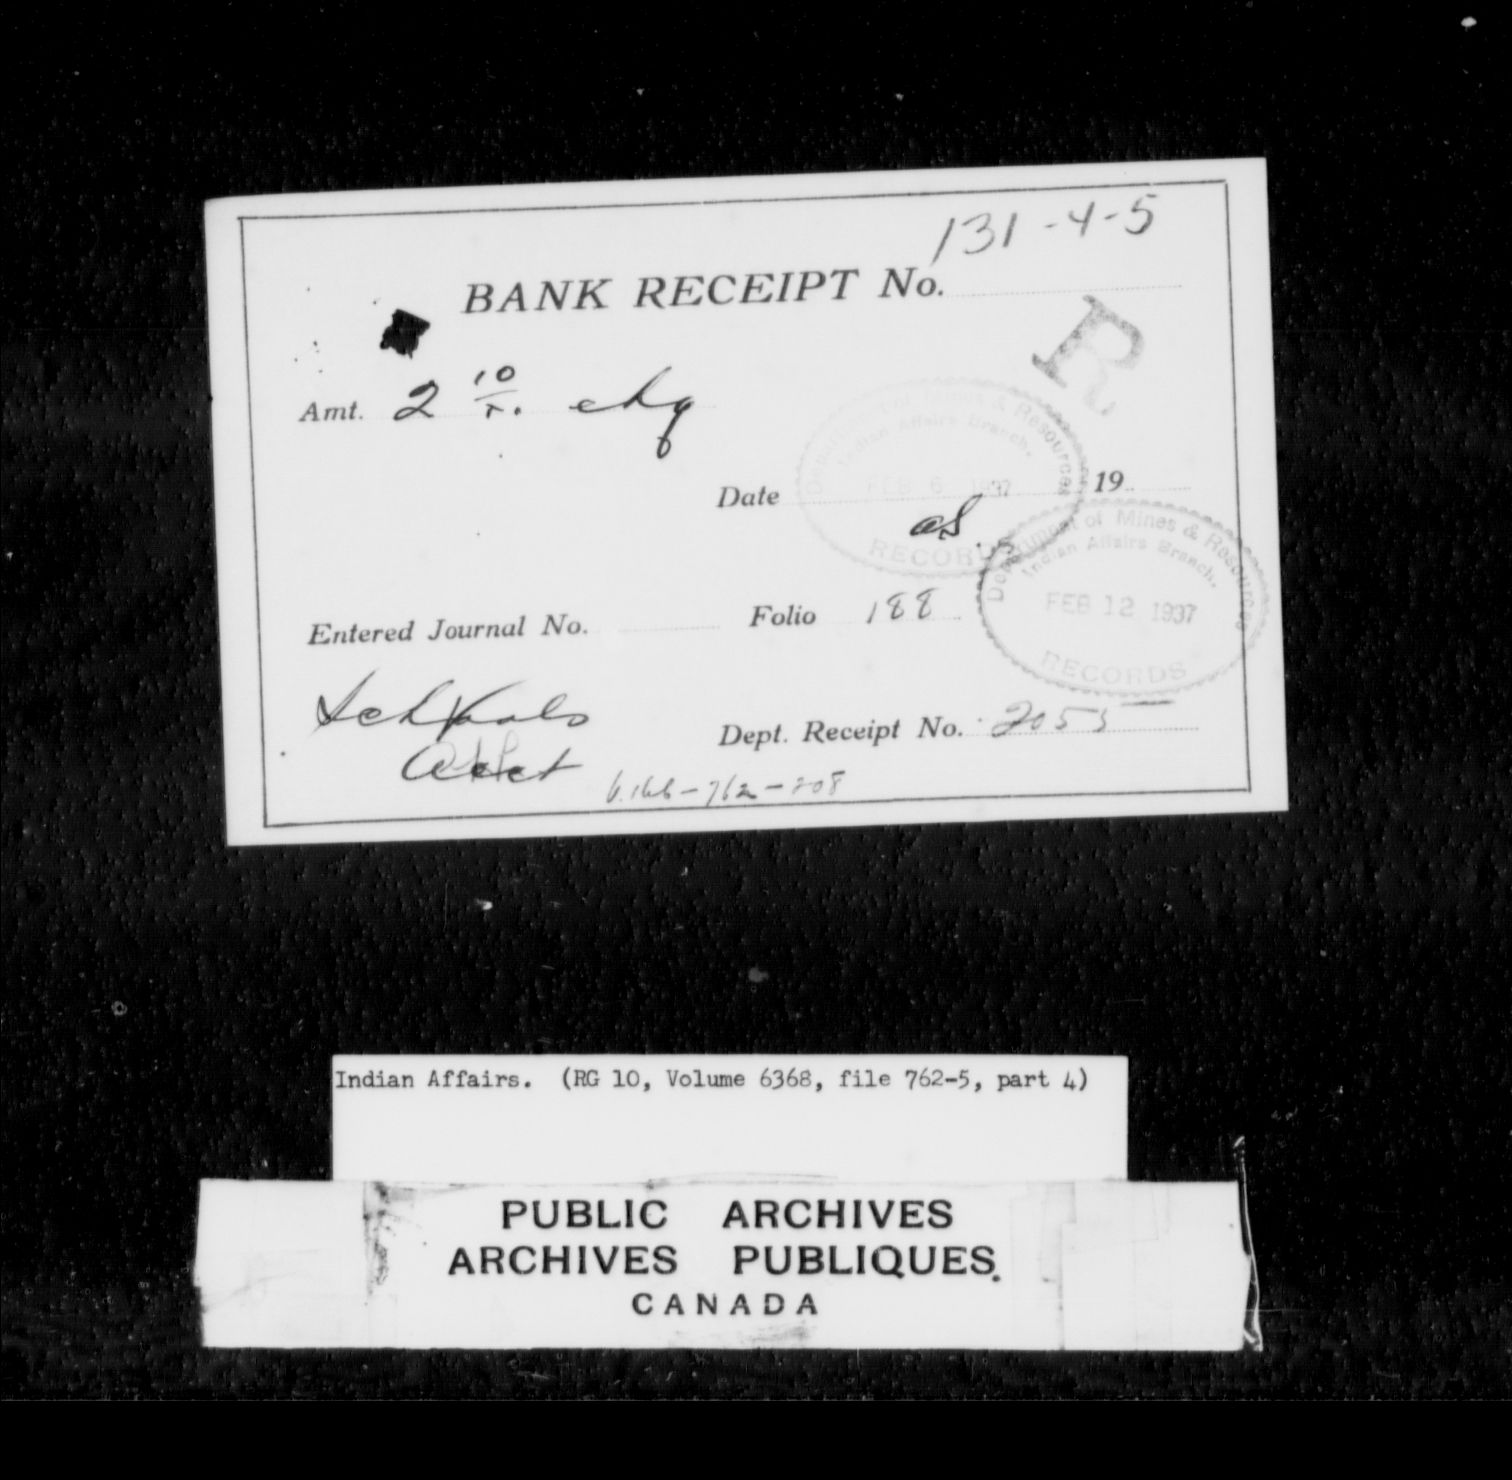 131-4-5
BANK RECEIPT No.
R
Amt. 2 10/x. chq
Department of Mines & Resources
Indian Affairs Branch.
Date FEB 6 1937 19
RECORDS
Department of Mines & Resources
Indian Affairs Branch.
FEB 12 1937
RECORDS
Entered Journal No. Folio 188
Schools
Acct
Dept. Receipt No. 2055
Indian Affairs. (RG 10, Volume 6368, file 762-5, part 4)
PUBLIC ARCHIVES
ARCHIVES PUBLIQUES
CANADA